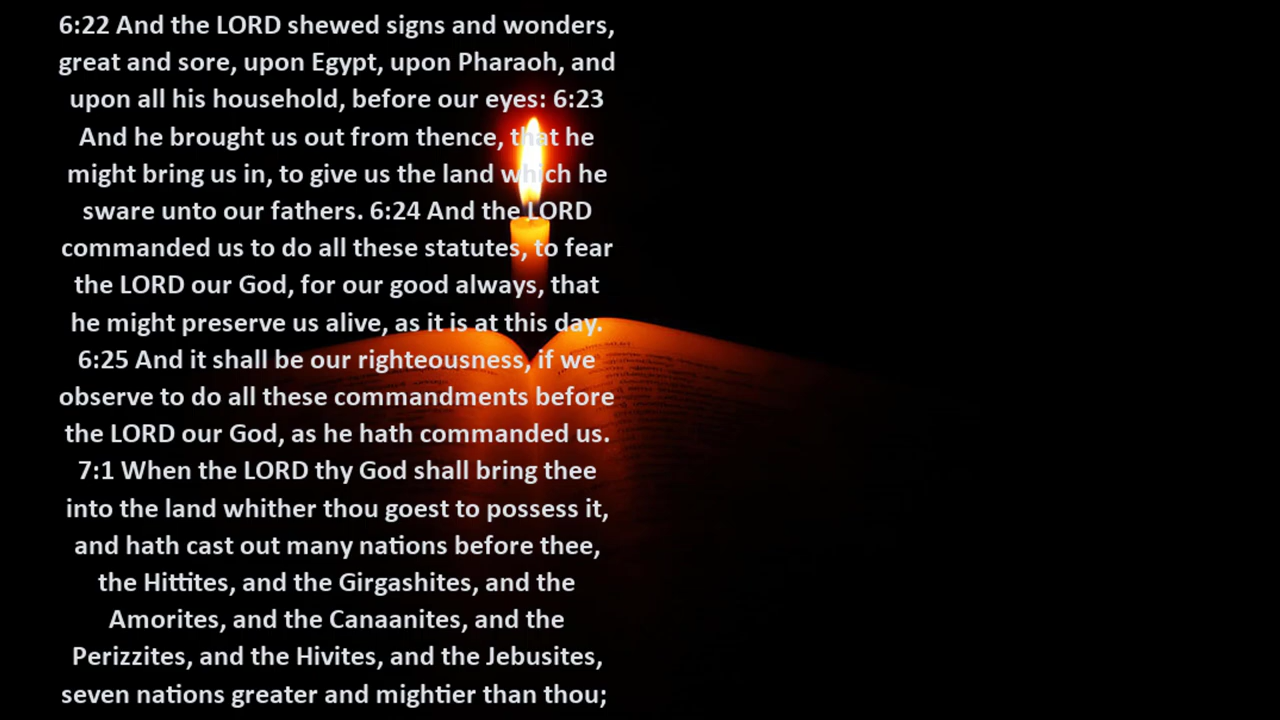 6:22 And the LORD shewed signs and wonders,
great and sore, upon Egypt, upon Pharaoh, and
upon all his household, before our eyes: 6:23
And he brought us out from thence, that he
might bring us in, to give us the land which he
sware unto our fathers. 6:24 And the LORD
commanded us to do all these statutes, to fear
the LORD our God, for our good always, that
he might preserve us alive, as it is at this day.
6:25 And it shall be our righteousness, if we
observe to do all these commandments before
the LORD our God, as he hath commanded us.
7:1 When the LORD thy God shall bring thee
into the land whither thou goest to possess it,
and hath cast out many nations before thee,
the Hittites, and the Girgashites, and the
Amorites, and the Canaanites, and the
Perizzites, and the Hivites, and the Jebusites,
seven nations greater and mightier than thou;